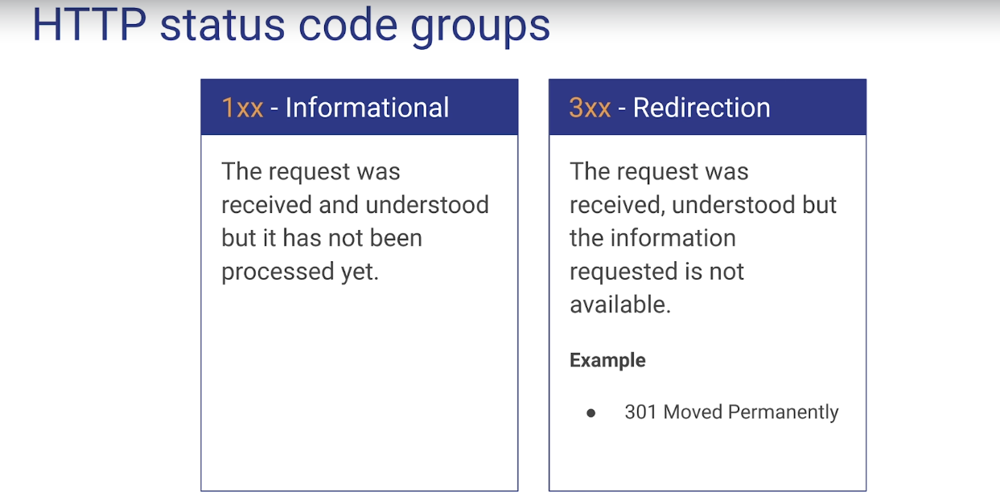 HTTP status code groups
1xx - Informational
The request was
received and understood
but it has not been
processed yet.
3xx - Redirection
The request was
received, understood but
the information
requested is not
available.
Example
● 301 Moved Permanently